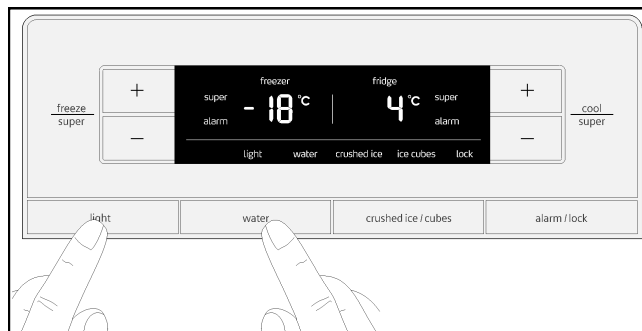 freezer fridge
super -18 °C 4 °C super
alarm alarm
light water crushed ice ice cubes lock
+ +
- -
freeze
super
cool
super
light water crushed ice / cubes alarm / lock